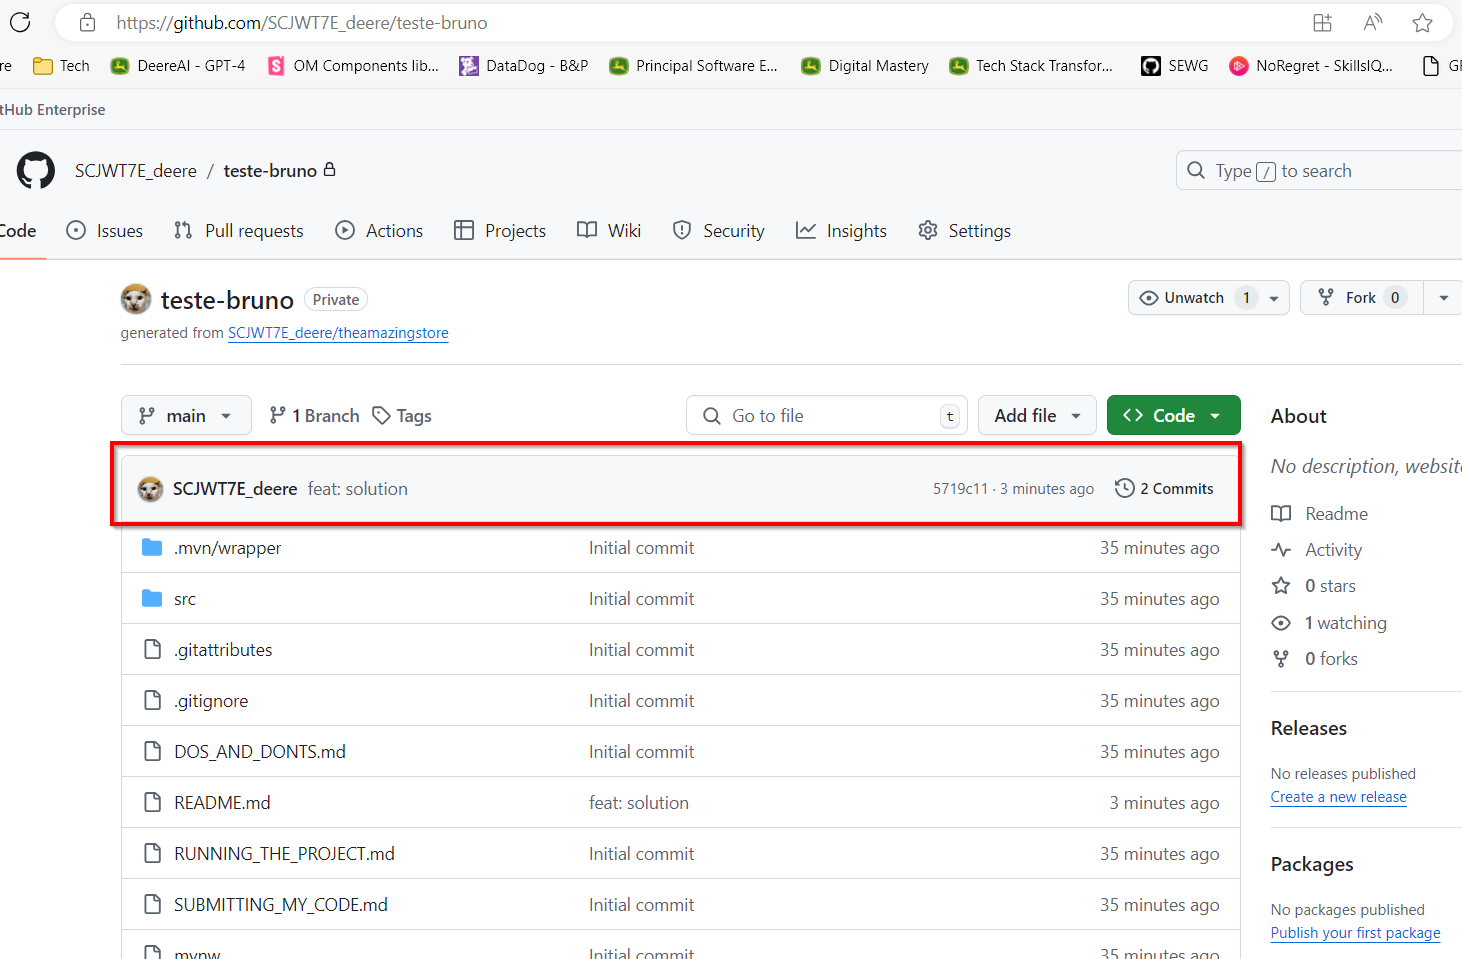 https://github.com/SCJWT7E_deere/teste-bruno
re Tech DeereAI - GPT-4 OM Components lib... DataDog - B&P Principal Software E... Digital Mastery Tech Stack Transfor... SEWG NoRegret - SkillsIQ...
tHub Enterprise
SCJWT7E_deere / teste-bruno Type / to search
Code Issues Pull requests Actions Projects Wiki Security Insights Settings
teste-bruno Private Unwatch 1 Fork 0
generated from SCJWT7E_deere/theamazingstore
main 1 Branch Tags Go to file t Add file Code About
No description, website
SCJWT7E_deere feat: solution 5719c11 · 3 minutes ago 2 Commits
Readme
.mvn/wrapper Initial commit 35 minutes ago
Activity
src Initial commit 35 minutes ago
0 stars
1 watching
.gitattributes Initial commit 35 minutes ago
0 forks
.gitignore Initial commit 35 minutes ago
Releases
DOS_AND_DONTS.md Initial commit 35 minutes ago
No releases published
README.md feat: solution 3 minutes ago
Create a new release
RUNNING_THE_PROJECT.md Initial commit 35 minutes ago
Packages
SUBMITTING_MY_CODE.md Initial commit 35 minutes ago
No packages published
Publish your first package
mvnw Initial commit 35 minutes ago